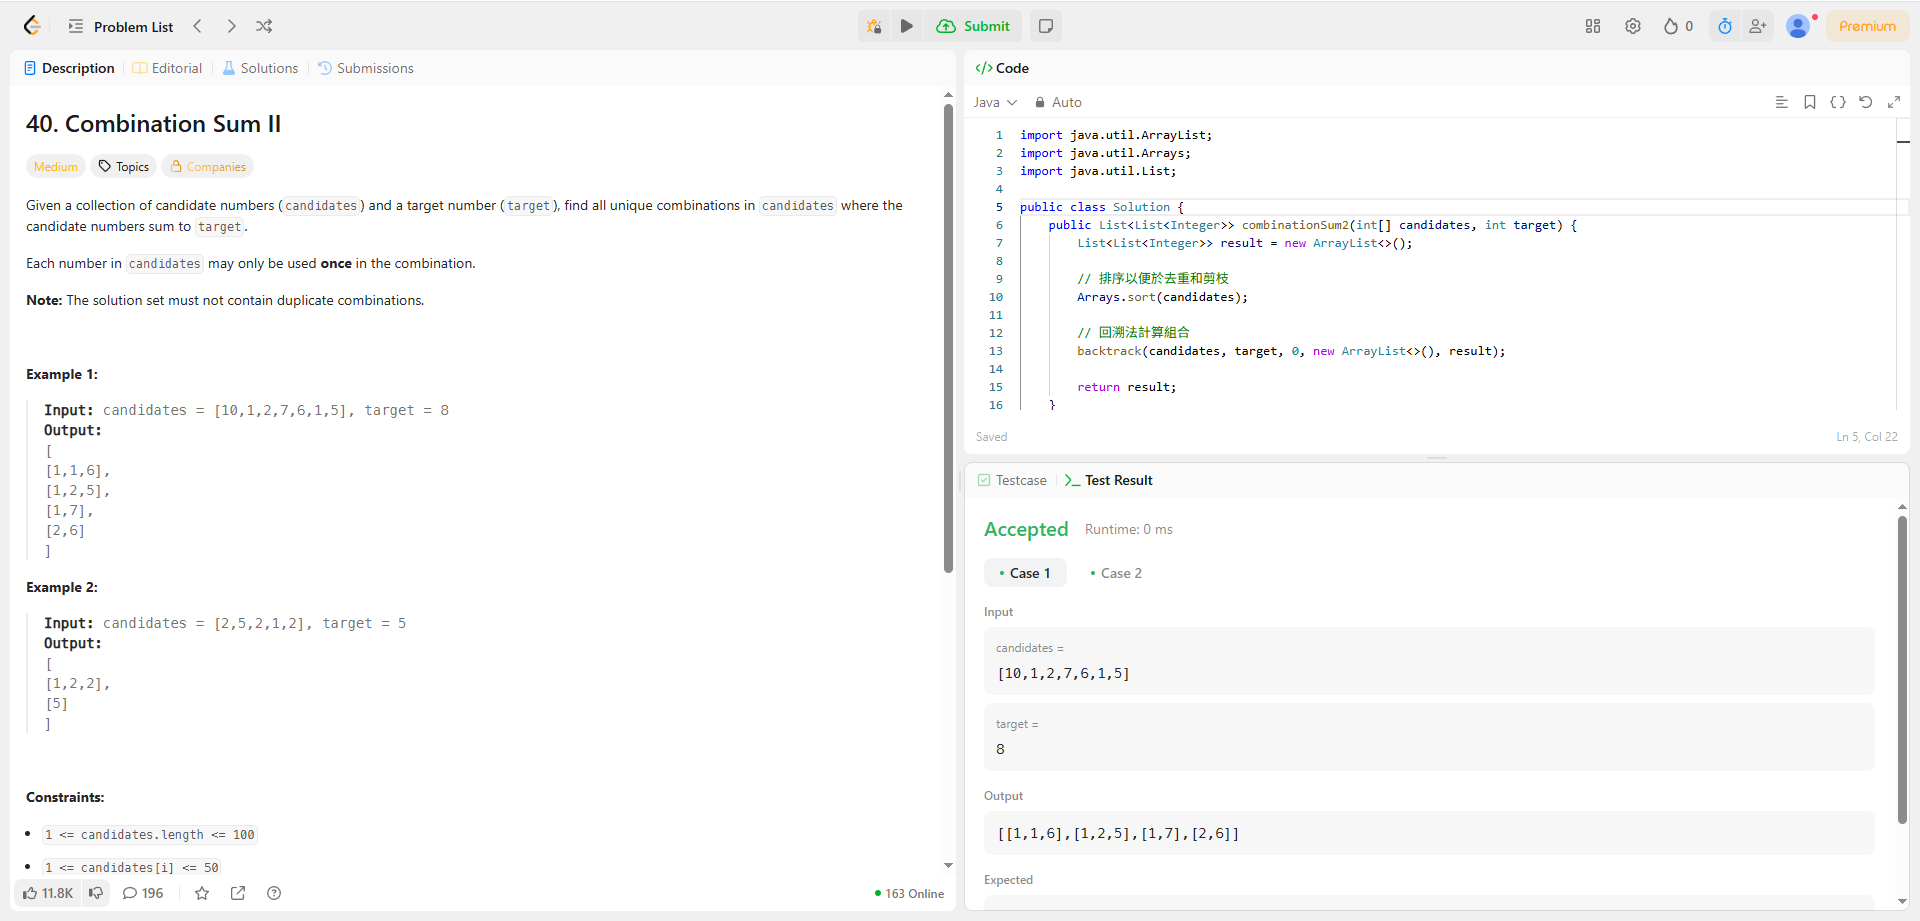 Problem List
Submit
0
Premium
Description
Editorial
Solutions
Submissions
40. Combination Sum II
Medium
Topics
Companies
Given a collection of candidate numbers (candidates) and a target number (target), find all unique combinations in candidates where the
candidate numbers sum to target.
Each number in candidates may only be used once in the combination.
Note: The solution set must not contain duplicate combinations.
Example 1:
Input: candidates = [10,1,2,7,6,1,5], target = 8
Output:
[
[1,1,6],
[1,2,5],
[1,7],
[2,6]
]
Example 2:
Input: candidates = [2,5,2,1,2], target = 5
Output:
[
[1,2,2],
[5]
]
Constraints:
1 <= candidates.length <= 100
1 <= candidates[i] <= 50
11.8K
196
163 Online
</> Code
Java
Auto
1 import java.util.ArrayList;
2 import java.util.Arrays;
3 import java.util.List;
4
5 public class Solution {
6 public List<List<Integer>> combinationSum2(int[] candidates, int target) {
7 List<List<Integer>> result = new ArrayList<>();
8
9 // 排序以便於去重和剪枝
10 Arrays.sort(candidates);
11
12 // 回溯法計算組合
13 backtrack(candidates, target, 0, new ArrayList<>(), result);
14
15 return result;
16 }
Saved
Ln 5, Col 22
Testcase
Test Result
Accepted
Runtime: 0 ms
Case 1
Case 2
Input
candidates =
[10,1,2,7,6,1,5]
target =
8
Output
[[1,1,6],[1,2,5],[1,7],[2,6]]
Expected